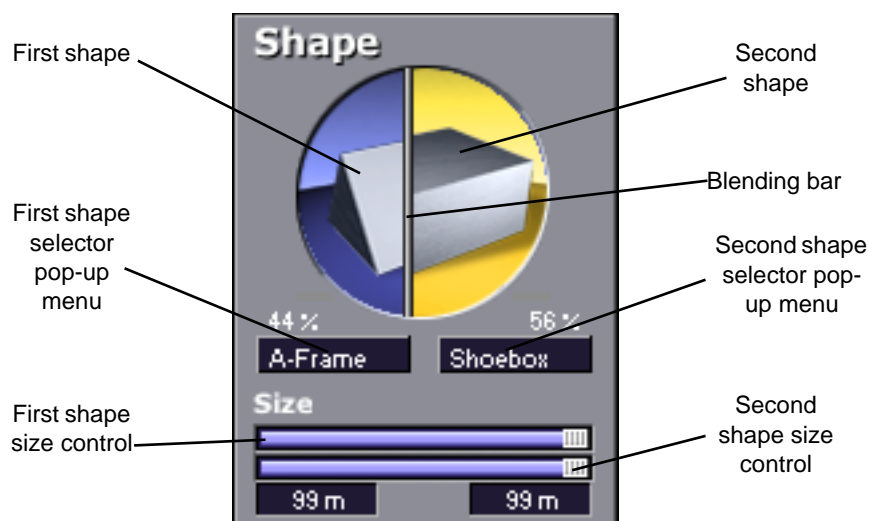 Shape
First shape
Second
shape
Blending bar
First shape
selector
pop-up
menu
Second shape
selector pop-
up menu
44 %
56 %
A-Frame
Shoebox
Size
First shape
size control
Second
shape size
control
99 m
99 m